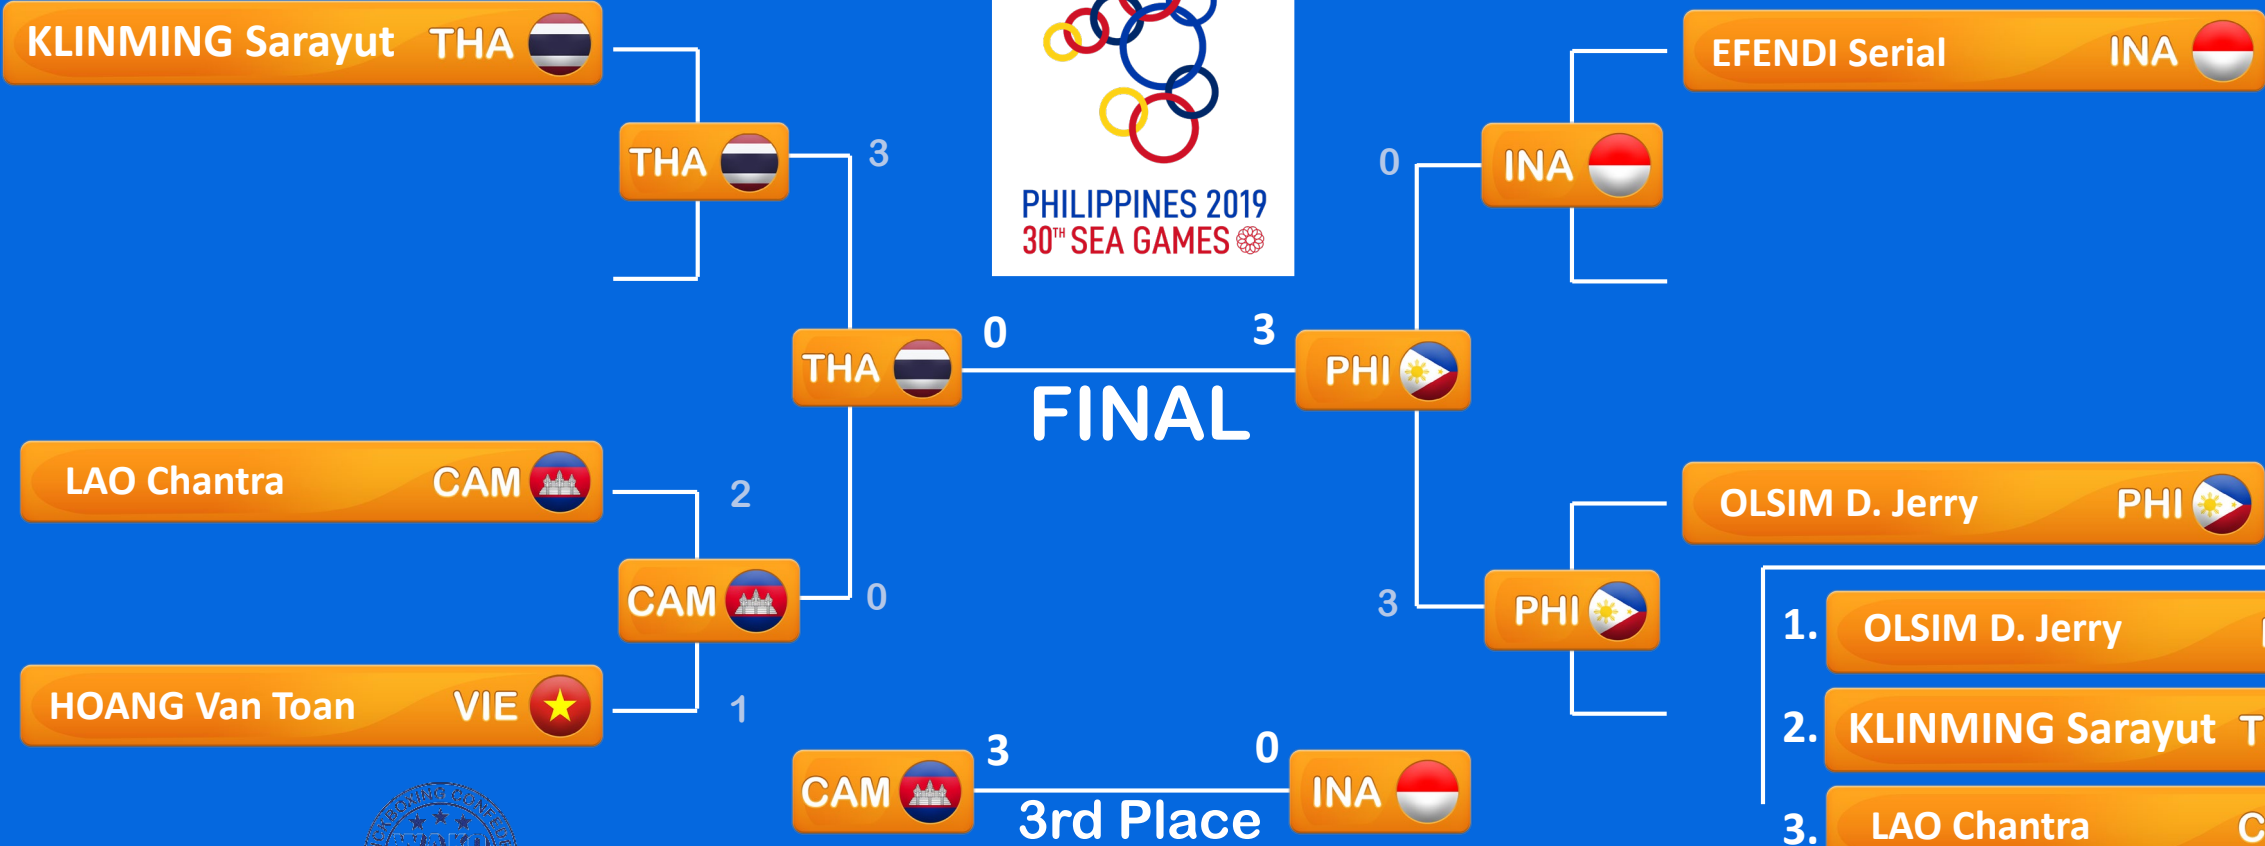 KLINMING Sarayut THA
EFENDI Serial INA
THA
3
0
INA
PHILIPPINES 2019
30TH SEA GAMES
0
3
THA
PHI
FINAL
LAO Chantra CAM
2
OLSIM D. Jerry PHI
CAM
0
3
PHI
1. OLSIM D. Jerry
HOANG Van Toan VIE
1
2. KLINMING Sarayut T
3
0
CAM
INA
3rd Place
3. LAO Chantra C